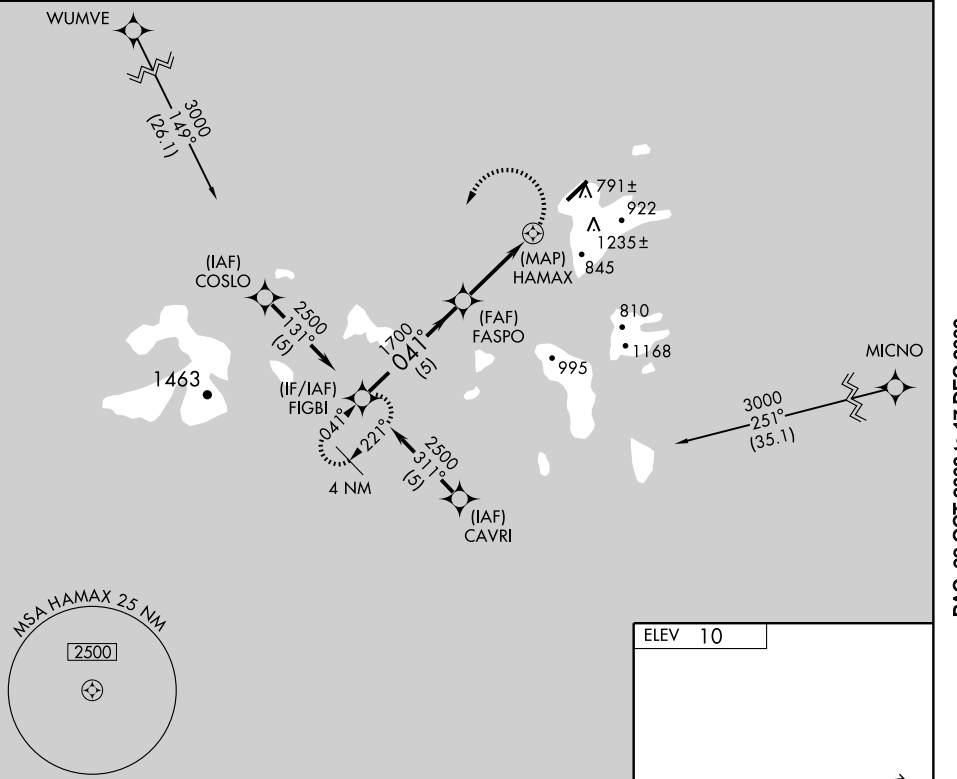 WUMVE
3000
149°
(26.1)
791±
922
1235±
845
(MAP)
HAMAX
(IAF)
COSLO
2500
131°
(5)
(FAF)
FASPO
1700
041°
(5)
810
1168
995
MICNO
1463
(IF/IAF)
FIGBI
3000
251°
(35.1)
041°
221°
4 NM
2500
311°
(5)
(IAF)
CAVRI
MSA HAMAX 25 NM
2500
ELEV 10